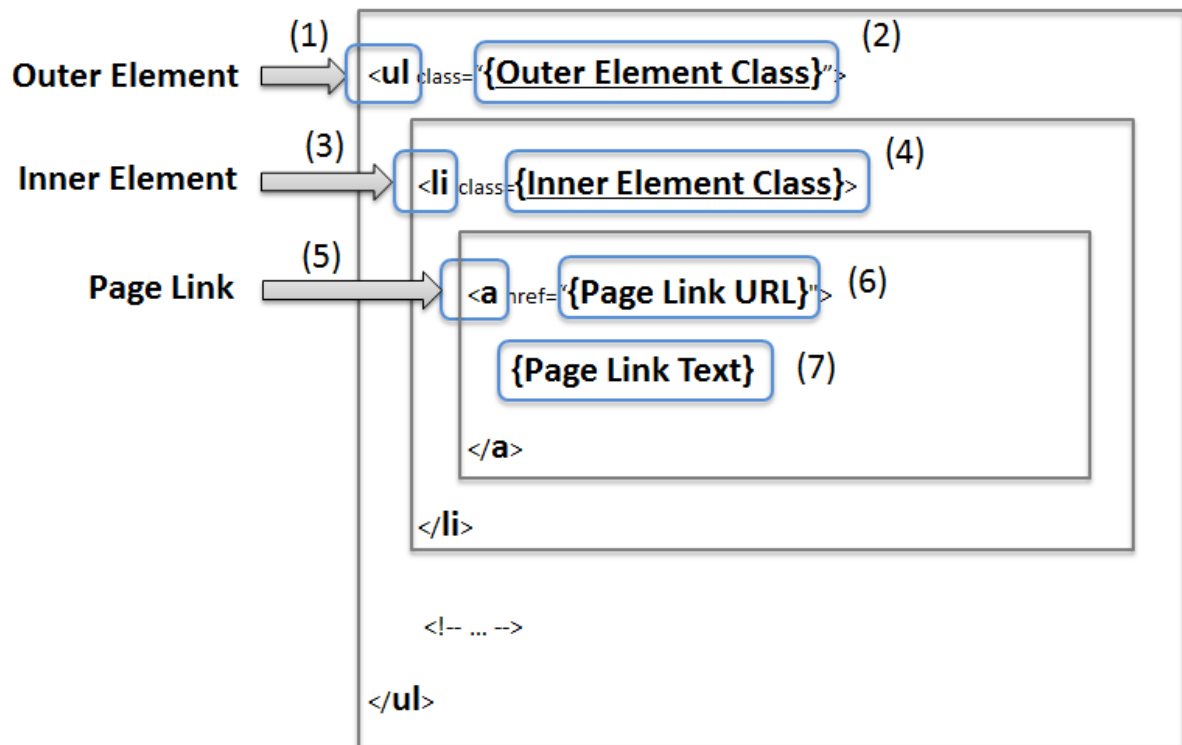 (1) (2)
Outer Element <ul class="{Outer Element Class}">
(3) (4)
Inner Element <li class={Inner Element Class}>
(5)
Page Link <a href="{Page Link URL}"> (6)
{Page Link Text} (7)
</a>
</li>
<!-- ... -->
</ul>